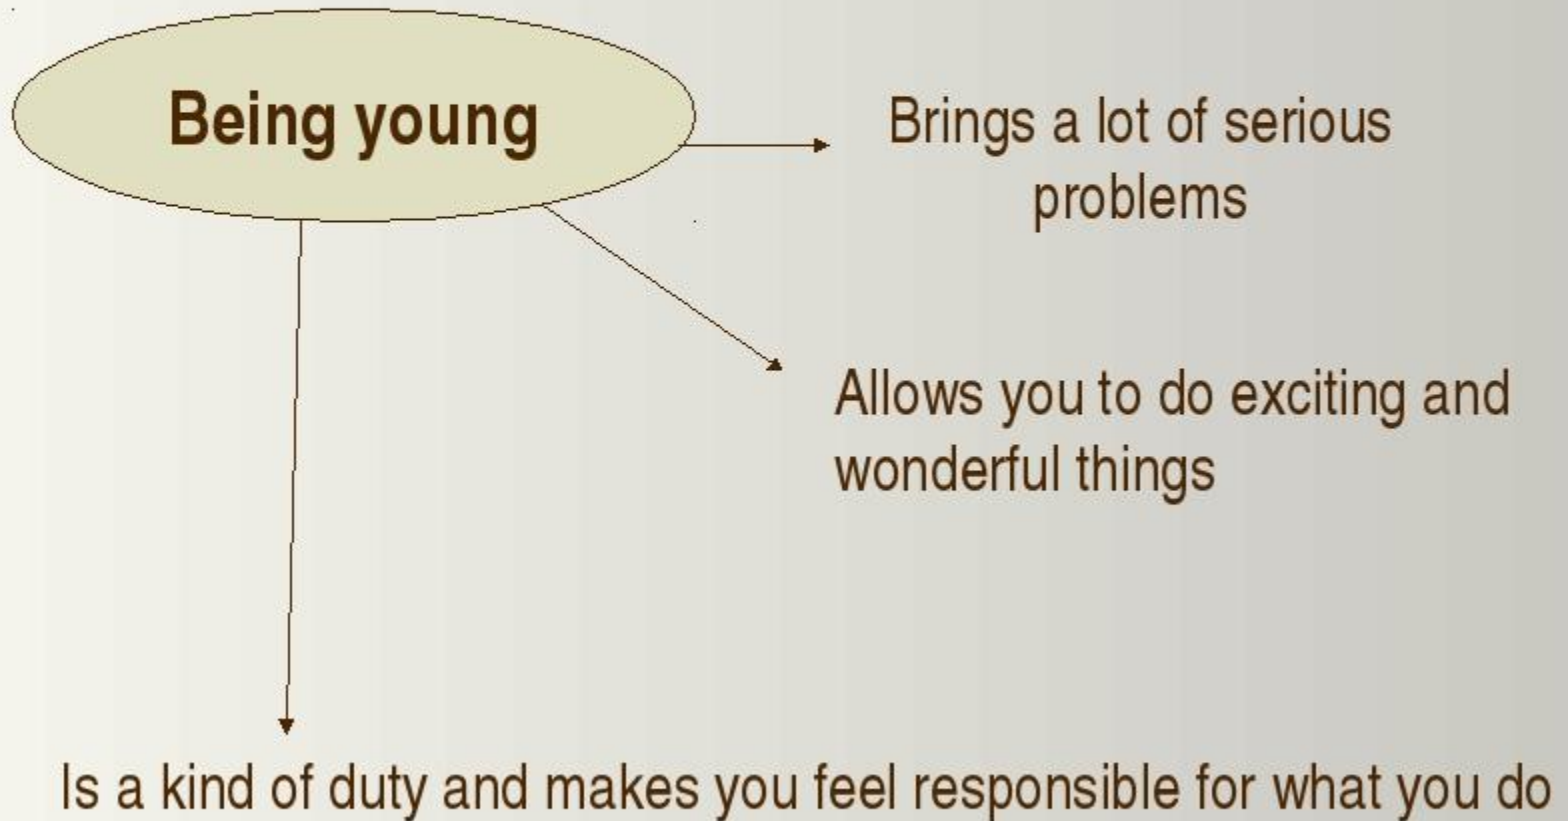 Being young
Brings a lot of serious
problems
Allows you to do exciting and
wonderful things
Is a kind of duty and makes you feel responsible for what you do